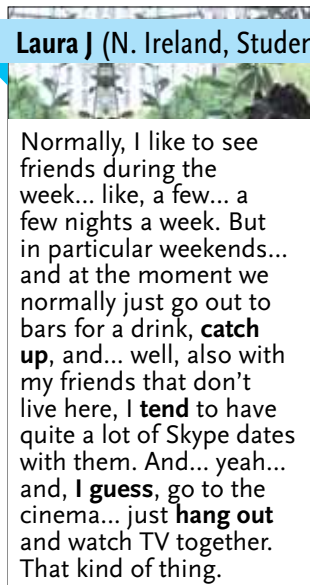 Laura J (N. Ireland, Studen
Normally, I like to see
friends during the
week... like, a few... a
few nights a week. But
in particular weekends...
and at the moment we
normally just go out to
bars for a drink, catch
up, and... well, also with
my friends that don't
live here, I tend to have
quite a lot of Skype dates
with them. And... yeah...
and, I guess, go to the
cinema... just hang out
and watch TV together.
That kind of thing.